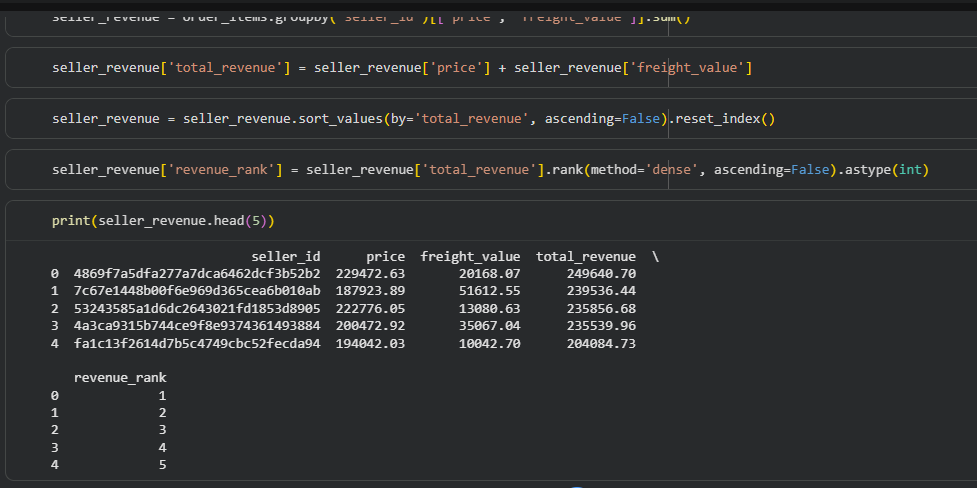 seller_revenue = order_items.groupby('seller_id')[['price', 'freight_value']].sum()
seller_revenue['total_revenue'] = seller_revenue['price'] + seller_revenue['freight_value']
seller_revenue = seller_revenue.sort_values(by='total_revenue', ascending=False).reset_index()
seller_revenue['revenue_rank'] = seller_revenue['total_revenue'].rank(method='dense', ascending=False).astype(int)
print(seller_revenue.head(5))
seller_id price freight_value total_revenue \
0 4869f7a5dfa277a7dca6462dcf3b52b2 229472.63 20168.07 249640.70
1 7c67e1448b00f6e969d365cea6b010ab 187923.89 51612.55 239536.44
2 53243585a1d6dc2643021fd1853d8905 222776.05 13080.63 235856.68
3 4a3ca9315b744ce9f8e9374361493884 200472.92 35067.04 235539.96
4 fa1c13f2614d7b5c4749cbc52fecda94 194042.03 10042.70 204084.73
revenue_rank
0 1
1 2
2 3
3 4
4 5